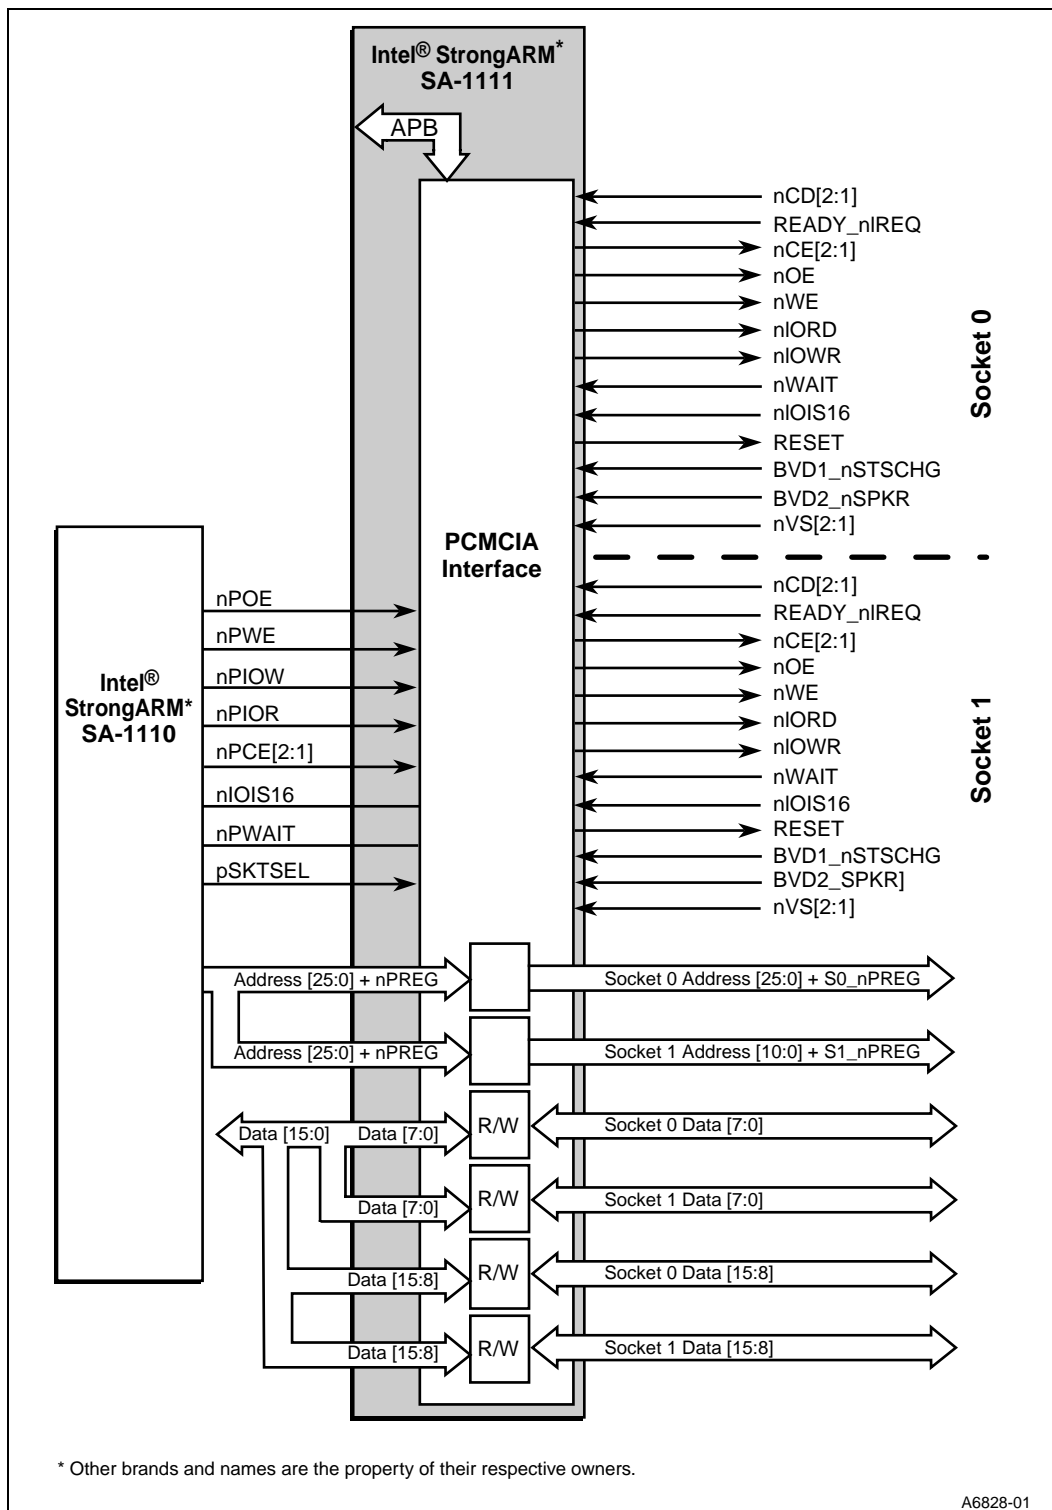 Intel® StrongARM*
SA-1111
APB
nCD[2:1]
READY_nIREQ
nCE[2:1]
nOE
nWE
nIORD
nIOWR
nWAIT
nIOIS16
RESET
BVD1_nSTSCHG
BVD2_nSPKR
nVS[2:1]
Socket 0
PCMCIA
Interface
nCD[2:1]
READY_nIREQ
nCE[2:1]
nOE
nWE
nIORD
nIOWR
nWAIT
nIOIS16
RESET
BVD1_nSTSCHG
BVD2_SPKR]
nVS[2:1]
Socket 1
Intel®
StrongARM*
SA-1110
nPOE
nPWE
nPIOW
nPIOR
nPCE[2:1]
nIOIS16
nPWAIT
pSKTSEL
Address [25:0] + nPREG
Socket 0 Address [25:0] + S0_nPREG
Address [25:0] + nPREG
Socket 1 Address [10:0] + S1_nPREG
Data [15:0]
Data [7:0]
R/W
Socket 0 Data [7:0]
Data [7:0]
R/W
Socket 1 Data [7:0]
Data [15:8]
R/W
Socket 0 Data [15:8]
Data [15:8]
R/W
Socket 1 Data [15:8]
* Other brands and names are the property of their respective owners.
A6828-01